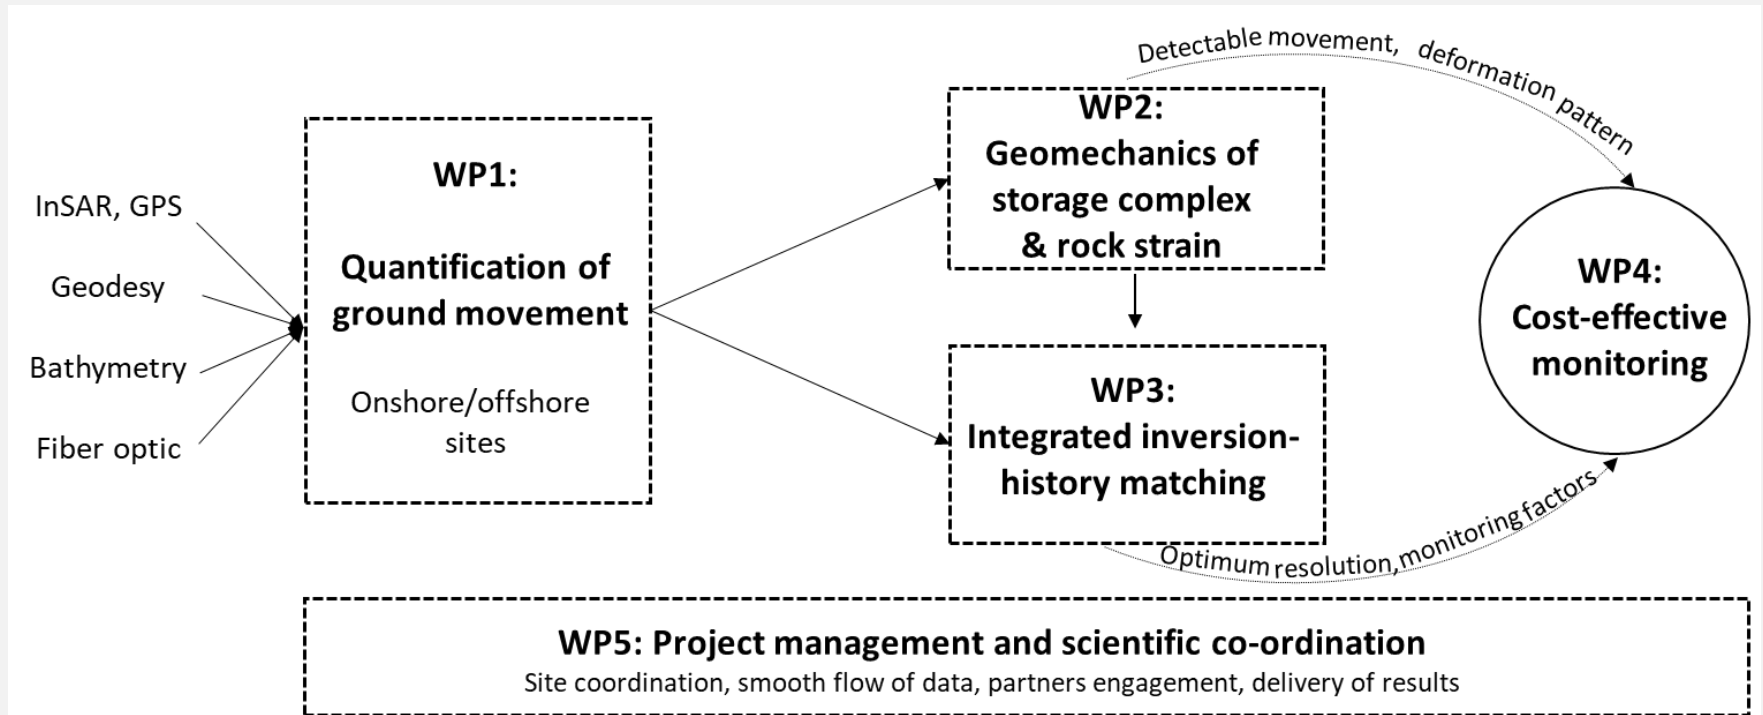 InSAR, GPS
Geodesy
Bathymetry
Fiber optic
WP1:
Quantification of
ground movement
Onshore/offshore
sites
WP2:
Geomechanics of
storage complex
& rock strain
WP3:
Integrated inversion-
history matching
Detectable movement, deformation pattern
WP4:
Cost-effective
monitoring
Optimum resolution, monitoring factors
WP5: Project management and scientific co-ordination
Site coordination, smooth flow of data, partners engagement, delivery of results